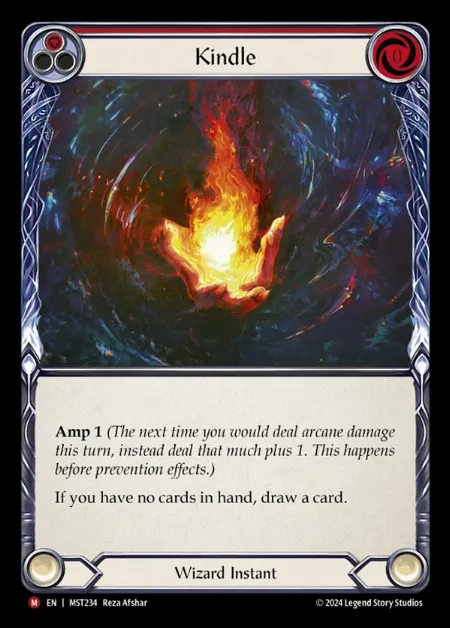 Kindle
0
Amp 1 (The next time you would deal arcane damage
this turn, instead deal that much plus 1. This happens
before prevention effects.)
If you have no cards in hand, draw a card.
Wizard Instant
M EN | MST234 Reza Afshar
© 2024 Legend Story Studios